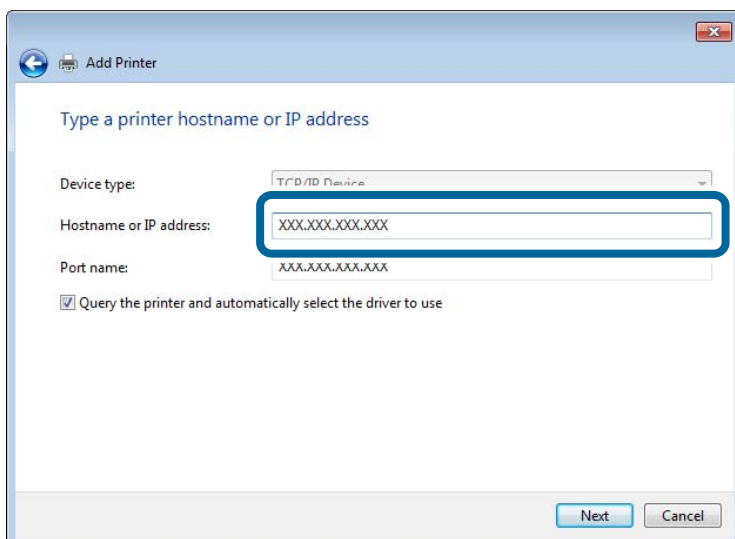 Add Printer
Type a printer hostname or IP address
Device type: TCP/IP Device
Hostname or IP address: XXX.XXX.XXX.XXX
Port name: XXX.XXX.XXX.XXX
Query the printer and automatically select the driver to use
Next Cancel